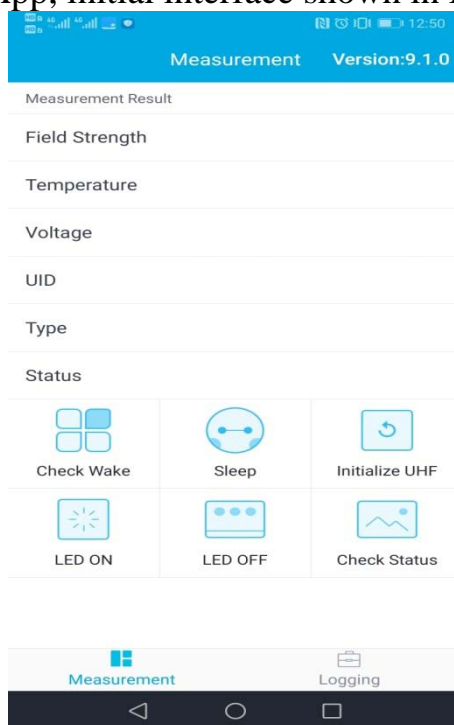 App, initial interface shown in
12:50
Measurement Version:9.1.0
Measurement Result
Field Strength
Temperature
Voltage
UID
Type
Status
Check Wake Sleep Initialize UHF
LED ON LED OFF Check Status
Measurement Logging